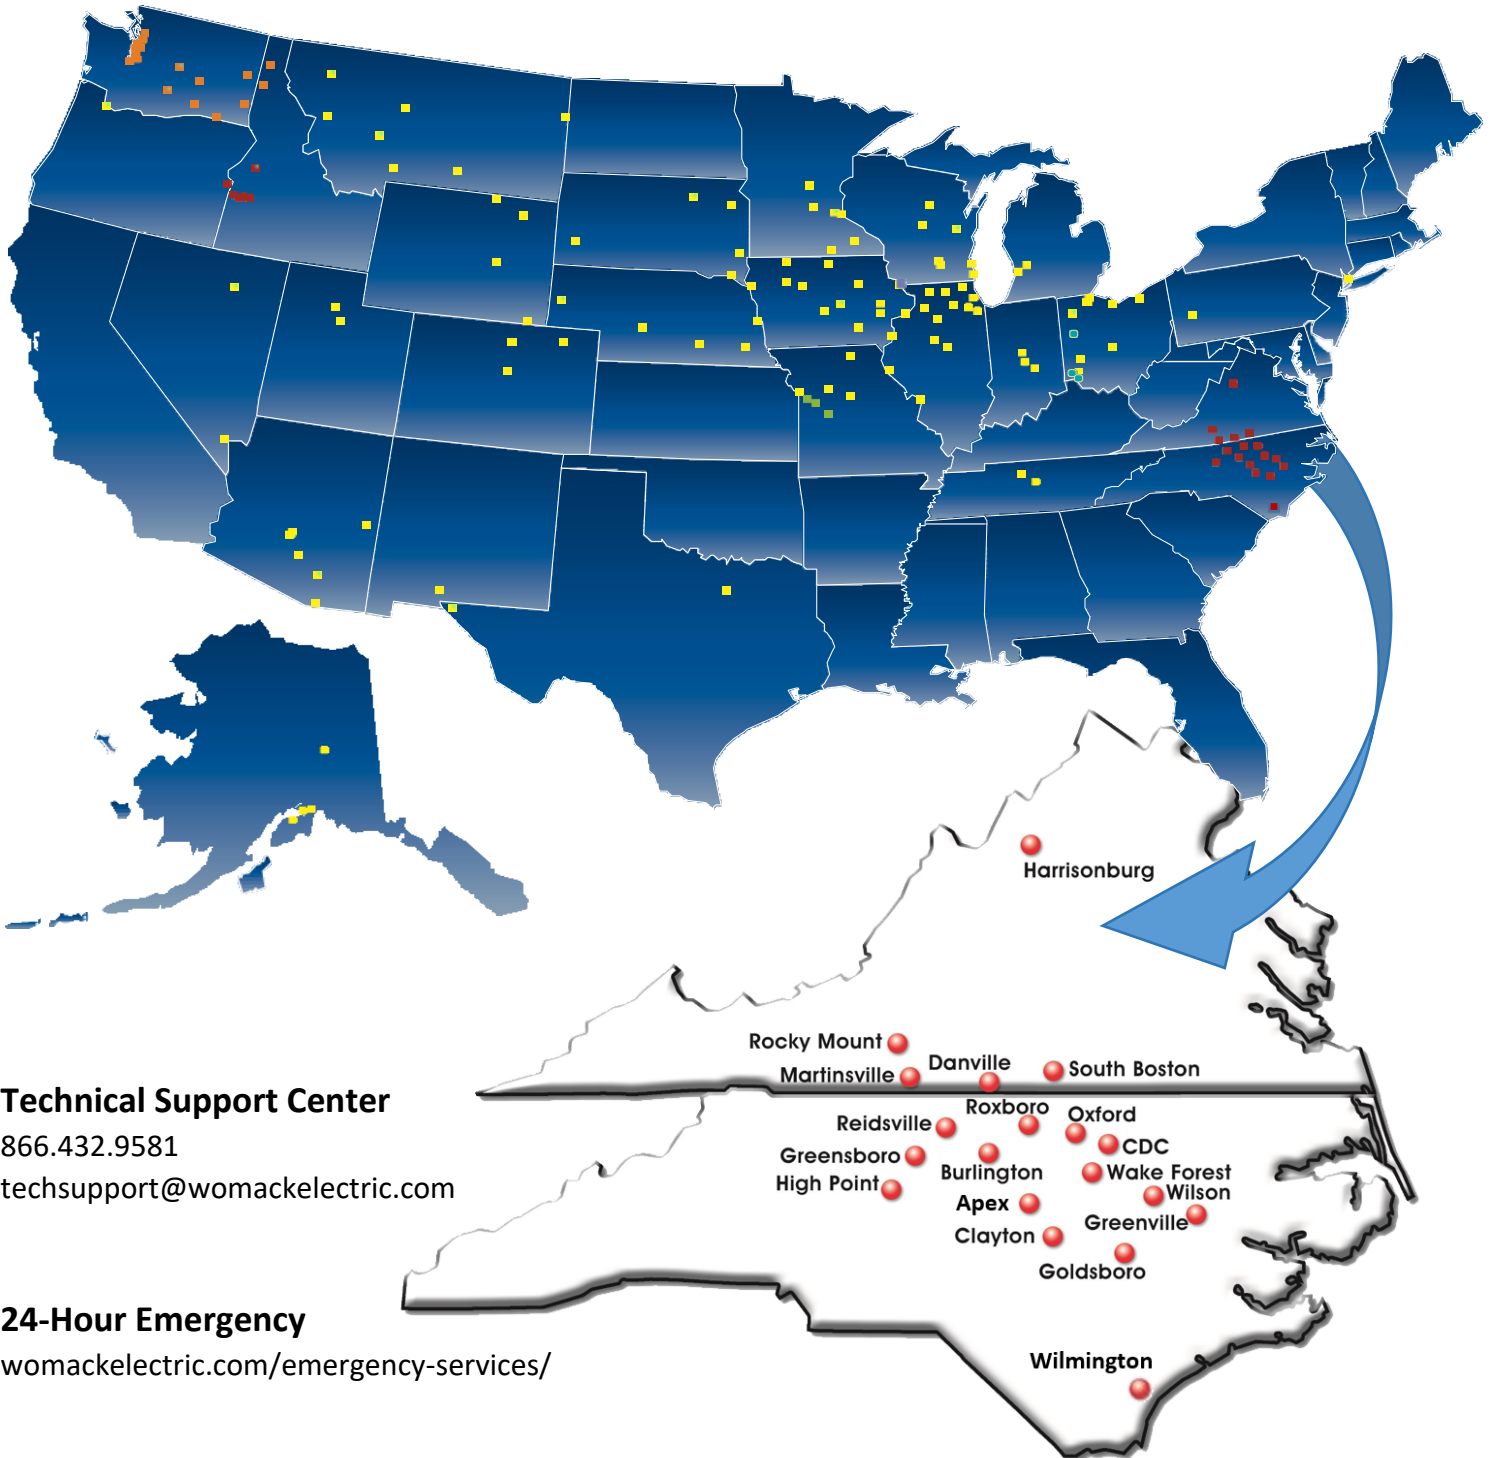 Harrisonburg
Rocky Mount
Danville
South Boston
Martinsville
Roxboro
Oxford
Reidsville
CDC
Greensboro
Burlington
Wake Forest
High Point
Wilson
Apex
Greenville
Clayton
Goldsboro
Wilmington
Technical Support Center
866.432.9581
techsupport@womackelectric.com
24-Hour Emergency
womackelectric.com/emergency-services/